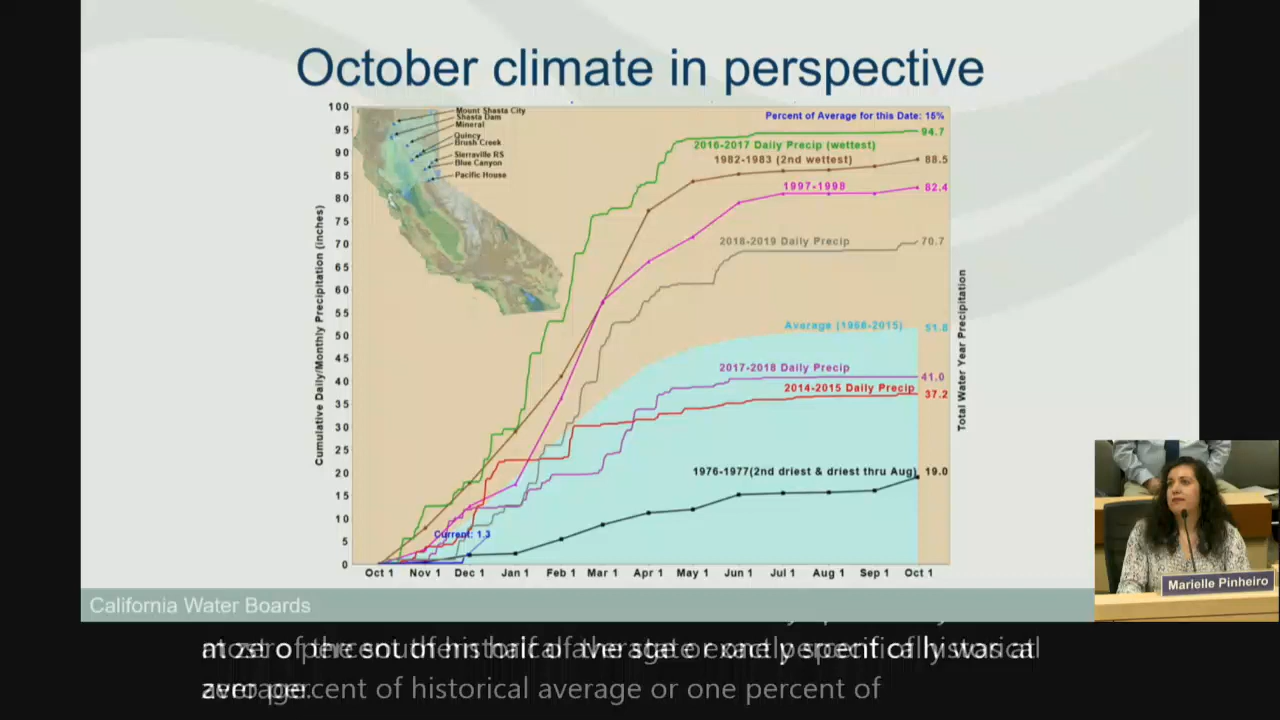 October climate in perspective
Mount Shasta City
Shasta Dam
Mineral
Quincy
Brush Creek
Sierraville RS
Blue Canyon
Pacific House
Percent of Average for this Date: 15%
2016-2017 Daily Precip (wettest)
94.7
1982-1983 (2nd wettest)
88.5
1997-1998
82.4
2018-2019 Daily Precip
70.7
Average (1966-2015)
51.8
2017-2018 Daily Precip
41.0
2014-2015 Daily Precip
37.2
1976-1977(2nd driest & driest thru Aug)
19.0
Current: 1.3
Cumulative Daily/Monthly Precipitation (inches)
Total Water Year Precipitation
100
95
90
85
80
75
70
65
60
55
50
45
40
35
30
25
20
15
10
5
0
Oct 1 Nov 1 Dec 1 Jan 1 Feb 1 Mar 1 Apr 1 May 1 Jun 1 Jul 1 Aug 1 Sep 1 Oct 1
California Water Boards
Marielle Pinheiro
percent of historical average or one percent of